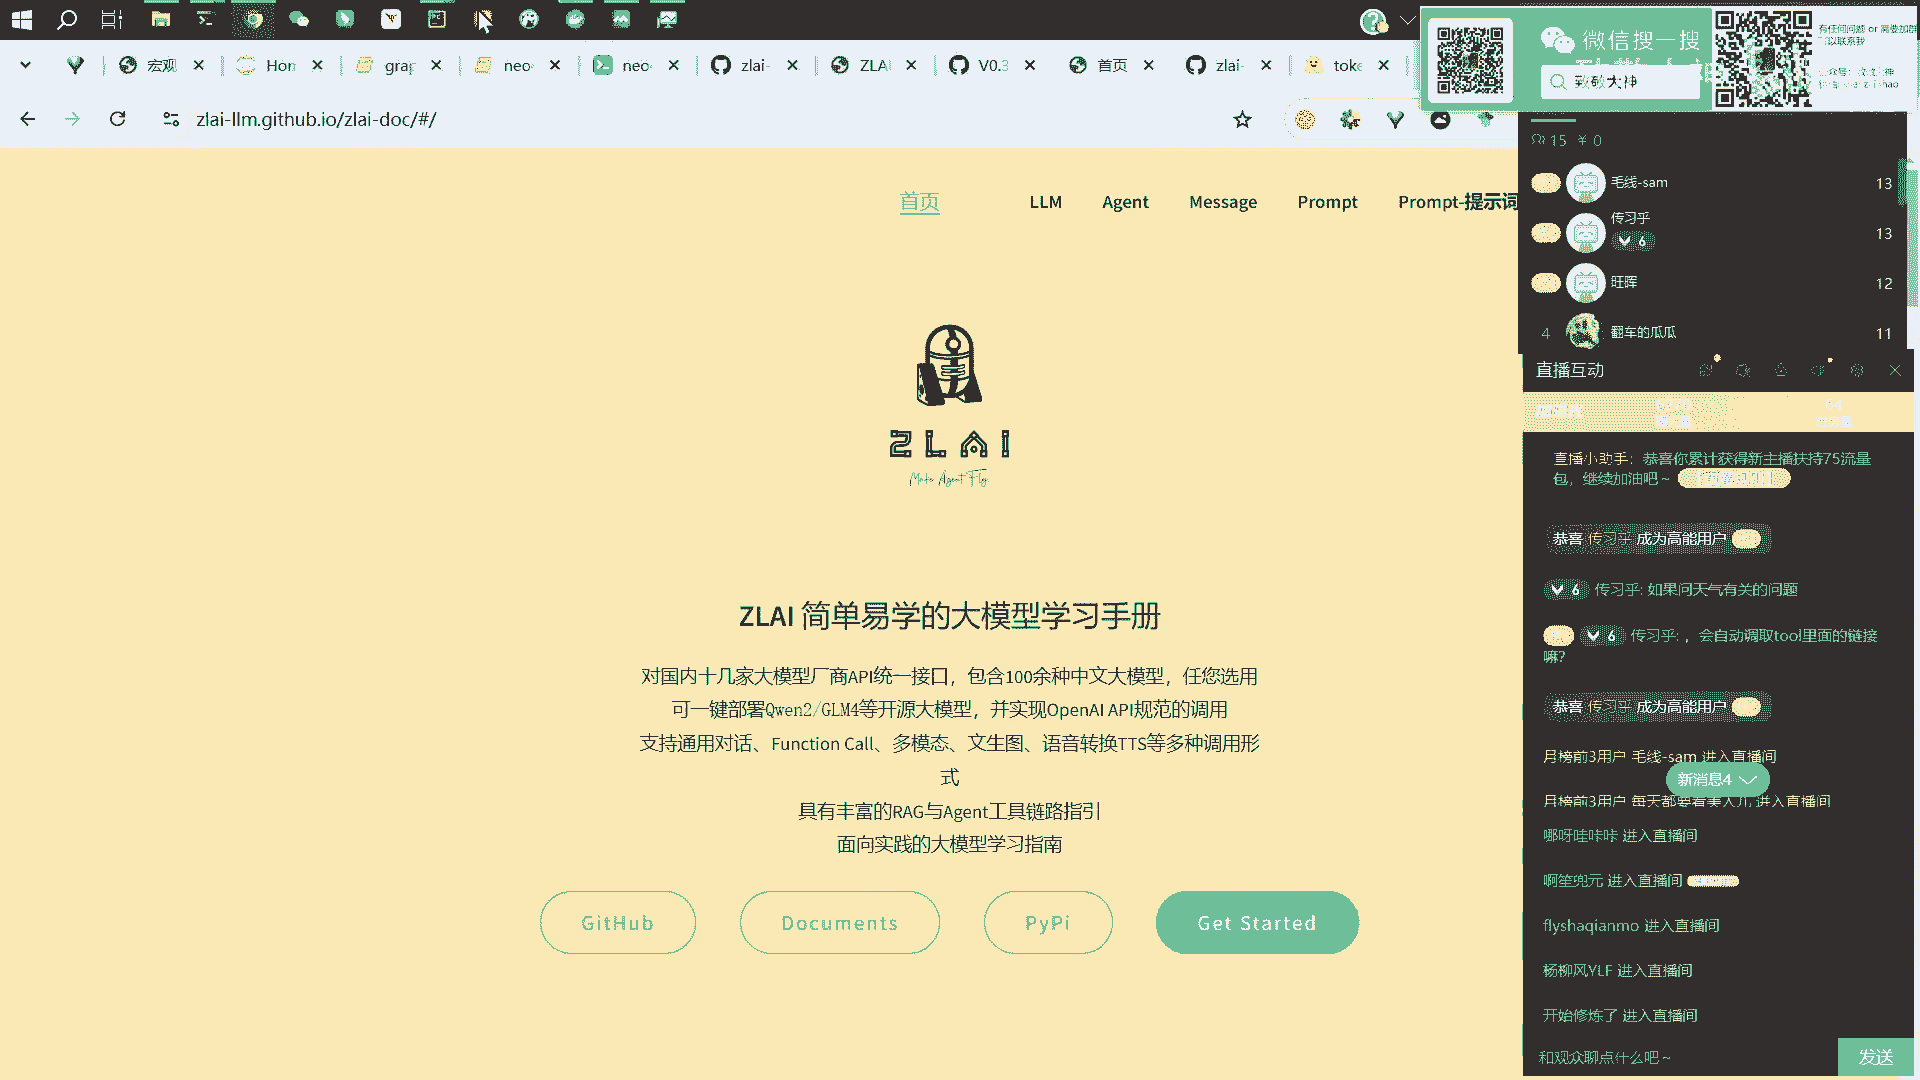 宏观
Hon
grap
neo
neo
zlai-
ZLAI
V0.3
首页
zlai-
toke
zlai-llm.github.io/zlai-doc/#/
微信搜一搜
致敬大神
有任何问题 or 需要加群
可以联系我
首页
LLM
Agent
Message
Prompt
Prompt-提示词
ZLAI
Make Agent Fly
ZLAI 简单易学的大模型学习手册
对国内十几家大模型厂商API统一接口，包含100余种中文大模型，任您选用
可一键部署Qwen2/GLM4等开源大模型，并实现OpenAI API规范的调用
支持通用对话、Function Call、多模态、文生图、语音转换TTS等多种调用形
式
具有丰富的RAG与Agent工具链路指引
面向实践的大模型学习指南
GitHub
Documents
PyPi
Get Started
15 ¥ 0
毛线-sam 13
传习乎
6
13
旺晖 12
4 翻车的瓜瓜 11
直播互动
直播小助手：恭喜你累计获得新主播扶持75流量
包，继续加油吧～
恭喜 传习乎 成为高能用户
6 传习乎: 如果问天气有关的问题
6 传习乎: ，会自动调取tool里面的链接
嘛?
恭喜 传习乎 成为高能用户
月榜前3用户 毛线-sam 进入直播间
新消息4
月榜前3用户 每天都要看美人儿 进入直播间
哪呀哇咔咔 进入直播间
啊笙兜元 进入直播间
flyshaqianmo 进入直播间
杨柳风YLF 进入直播间
开始修炼了 进入直播间
和观众聊点什么吧～
发送